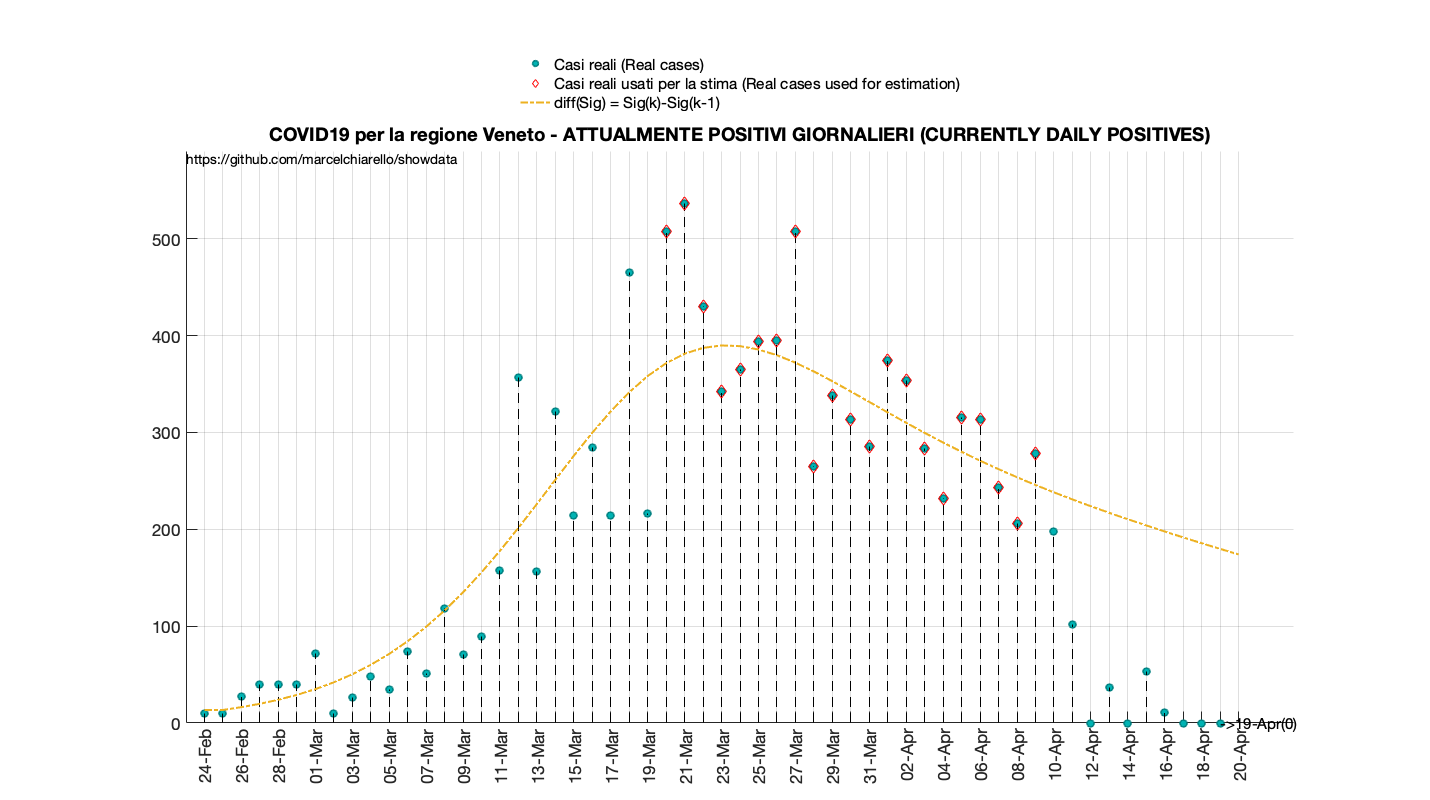 Casi reali (Real cases)
Casi reali usati per la stima (Real cases used for estimation)
diff(Sig) = Sig(k)-Sig(k-1)
COVID19 per la regione Veneto - ATTUALMENTE POSITIVI GIORNALIERI (CURRENTLY DAILY POSITIVES)
https://github.com/marcelchiarello/showdata
500
400
300
200
100
0
->19-Apr(0)
24-Feb
26-Feb
28-Feb
01-Mar
03-Mar
05-Mar
07-Mar
09-Mar
11-Mar
13-Mar
15-Mar
17-Mar
19-Mar
21-Mar
23-Mar
25-Mar
27-Mar
29-Mar
31-Mar
02-Apr
04-Apr
06-Apr
08-Apr
10-Apr
12-Apr
14-Apr
16-Apr
18-Apr
20-Apr